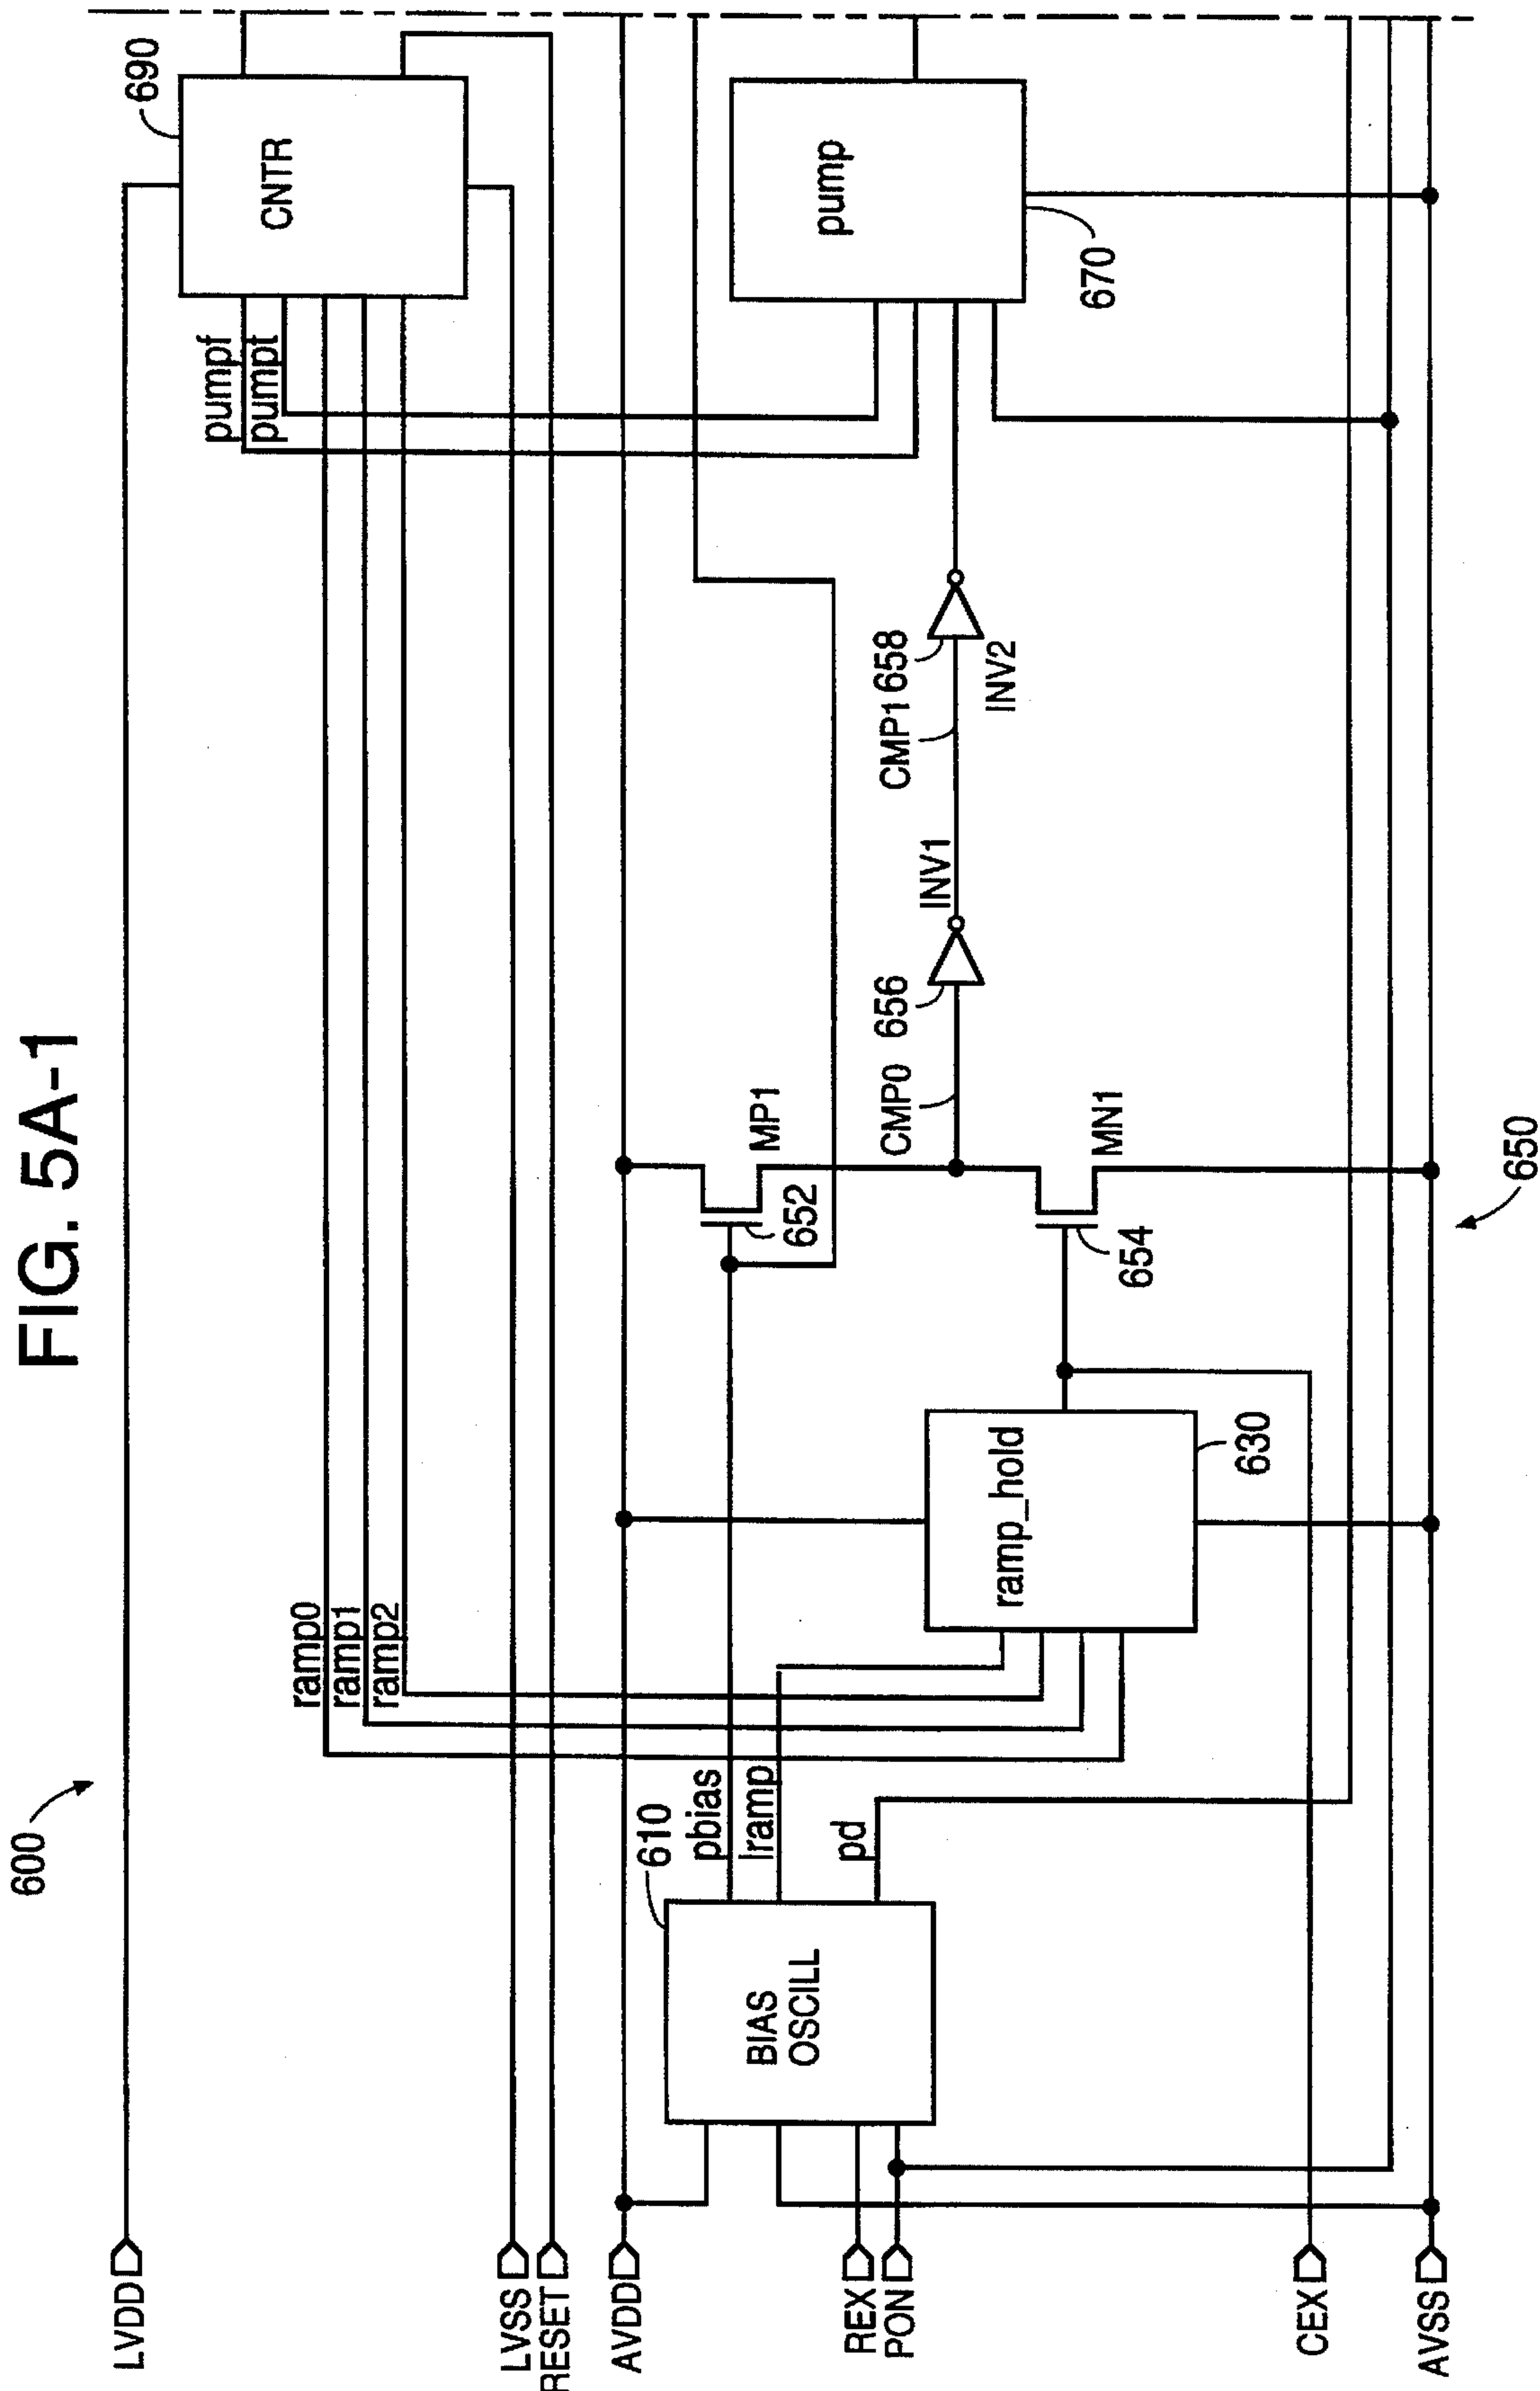 FIG. 5A-1
600
LVDD
LVSS
RESET
AVDD
REX
PON
CEX
AVSS
610
BIAS
OSCILL
pbias
Iramp
pd
ramp0
ramp1
ramp2
ramp_hold
630
652
MP1
654
MN1
650
CMP0
656
INV1
CMP1
658
INV2
pumpf
pumpt
CNTR
690
pump
670